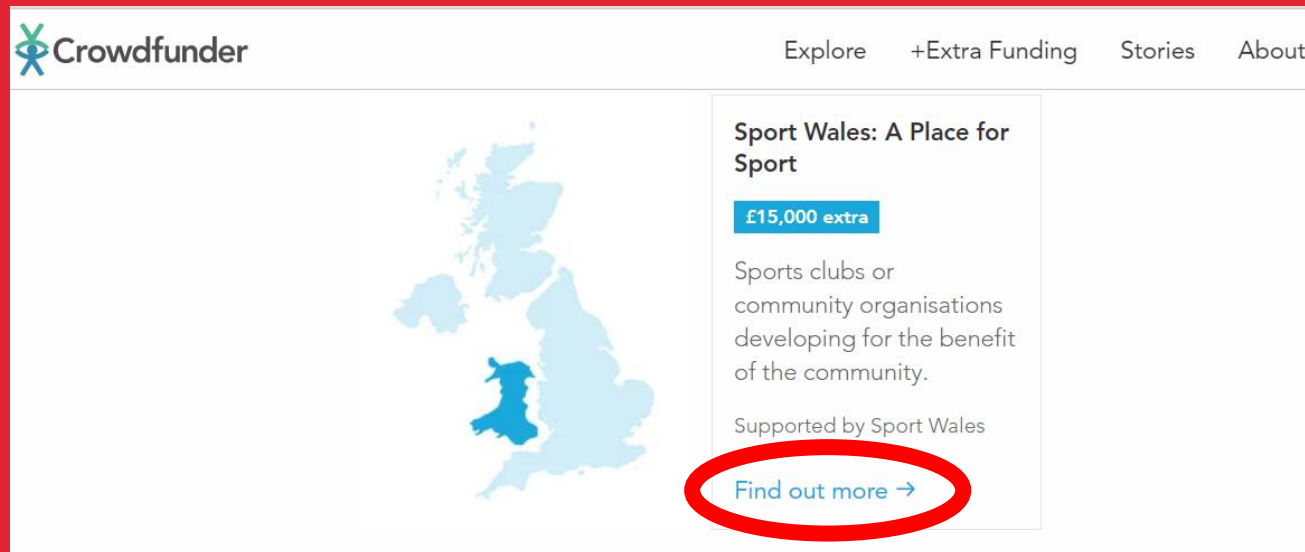 Crowdfunder
Explore +Extra Funding Stories About
Sport Wales: A Place for
Sport
£15,000 extra
Sports clubs or
community organisations
developing for the benefit
of the community.
Supported by Sport Wales
Find out more →